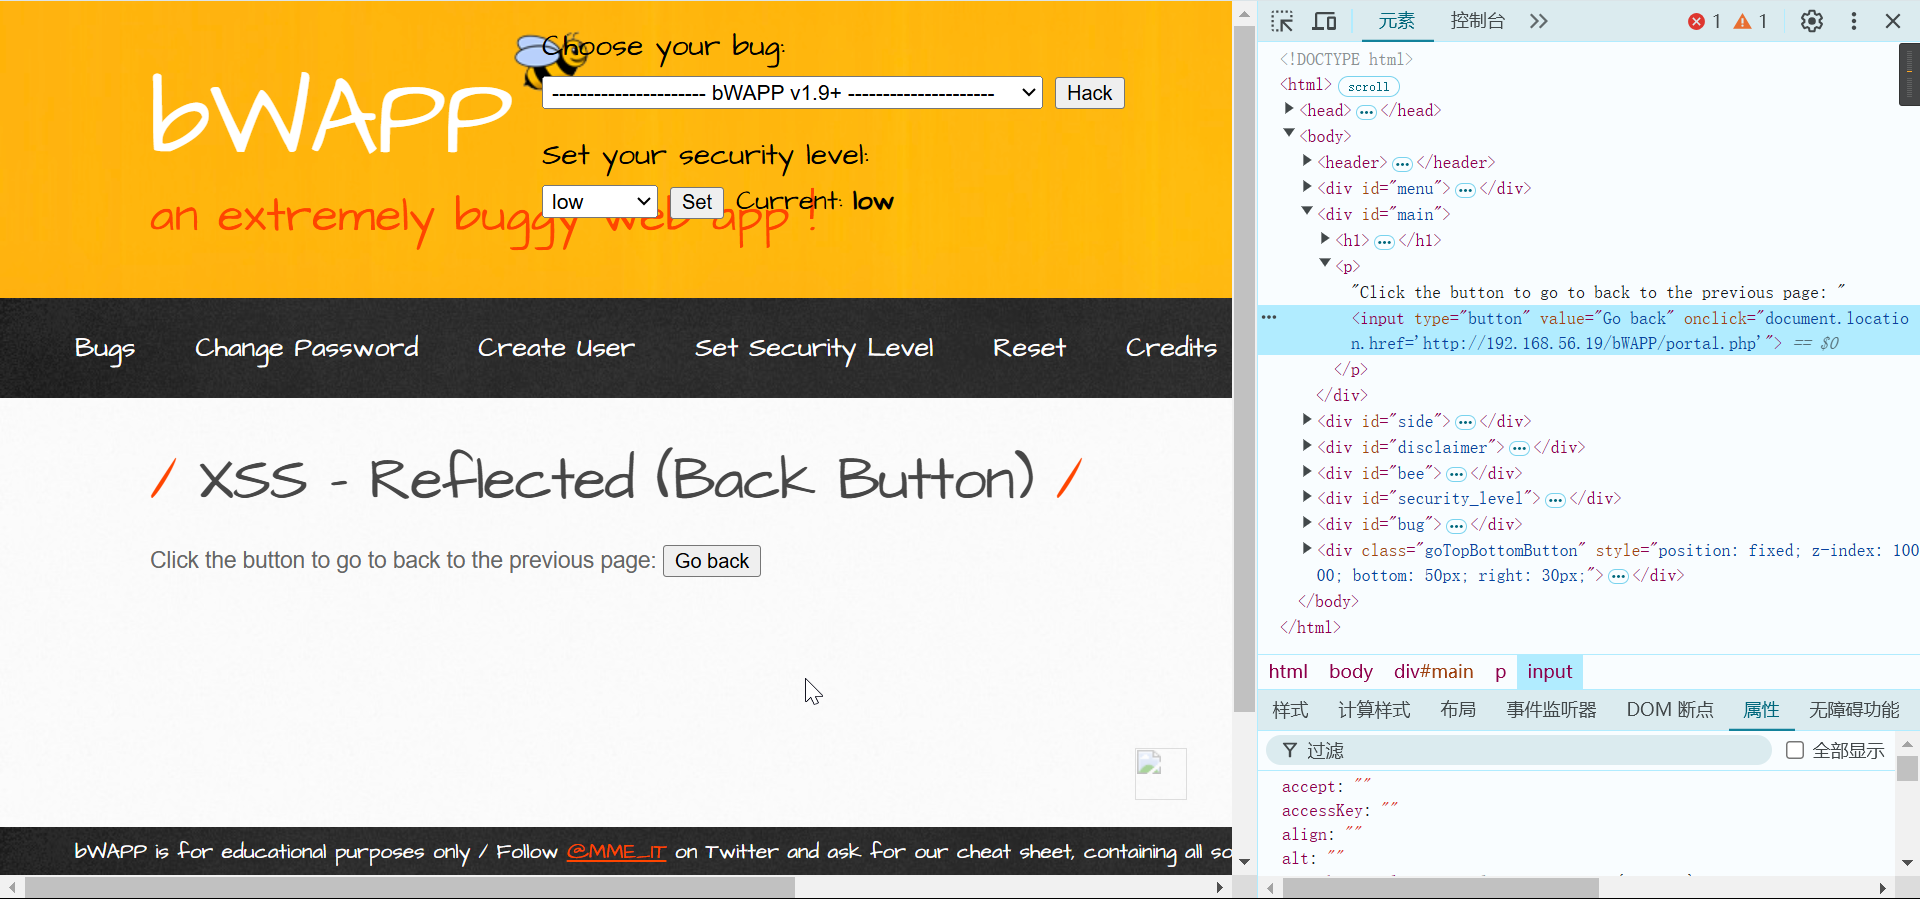 Choose your bug:
bWAPP
---------------------- bWAPP v1.9+ ---------------------
Hack
Set your security level:
low
Set
Current: low
an extremely buggy web app !
Bugs
Change Password
Create User
Set Security Level
Reset
Credits
/ XSS - Reflected (Back Button) /
Click the button to go to back to the previous page:
Go back
bWAPP is for educational purposes only / Follow @MME_IT on Twitter and ask for our cheat sheet, containing all so
元素
控制台
1
1
<!DOCTYPE html>
<html> scroll
<head> ••• </head>
<body>
<header> ••• </header>
<div id="menu"> ••• </div>
<div id="main">
<h1> ••• </h1>
<p>
"Click the button to go to back to the previous page: "
<input type="button" value="Go back" onclick="document.locatio
n.href='http://192.168.56.19/bWAPP/portal.php'"> == $0
</p>
</div>
<div id="side"> ••• </div>
<div id="disclaimer"> ••• </div>
<div id="bee"> ••• </div>
<div id="security_level"> ••• </div>
<div id="bug"> ••• </div>
<div class="goTopBottomButton" style="position: fixed; z-index: 100
00; bottom: 50px; right: 30px;"> ••• </div>
</body>
</html>
html
body
div#main
p
input
样式
计算样式
布局
事件监听器
DOM 断点
属性
无障碍功能
过滤
全部显示
accept: ""
accessKey: ""
align: ""
alt: ""